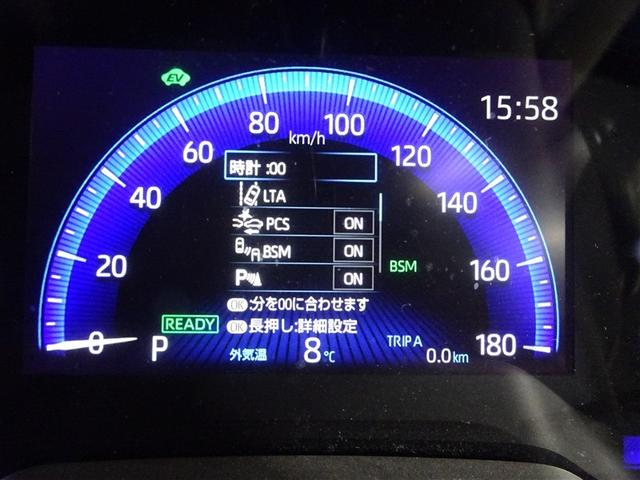 EV
15:58
80
100
km/h
60
120
時計 :00
40
LTA
140
PCS ON
BSM ON
BSM
20
160
P ON
OK :分を00に合わせます
READY
OK 長押し:詳細設定
0
P
外気温 8℃
TRIP A
0.0 km
180